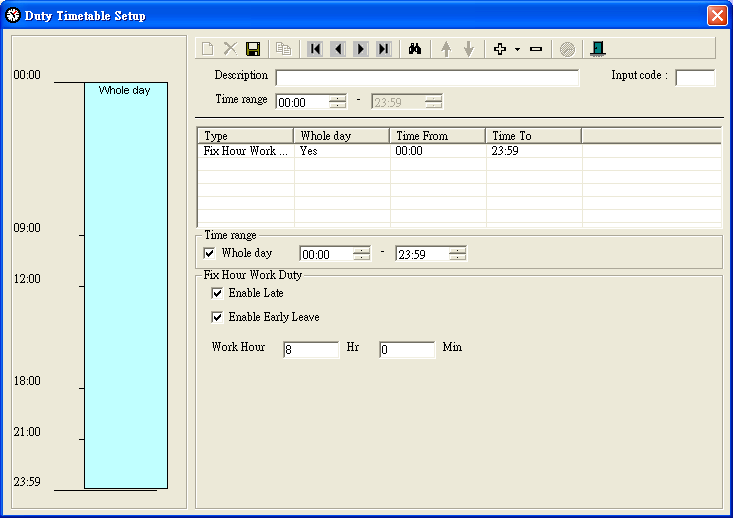 Duty Timetable Setup
00:00
Whole day
09:00
12:00
18:00
21:00
23:59
Description
Input code :
Time range 00:00 - 23:59
Type Whole day Time From Time To
Fix Hour Work ... Yes 00:00 23:59
Time range
Whole day 00:00 - 23:59
Fix Hour Work Duty
Enable Late
Enable Early Leave
Work Hour 8 Hr 0 Min